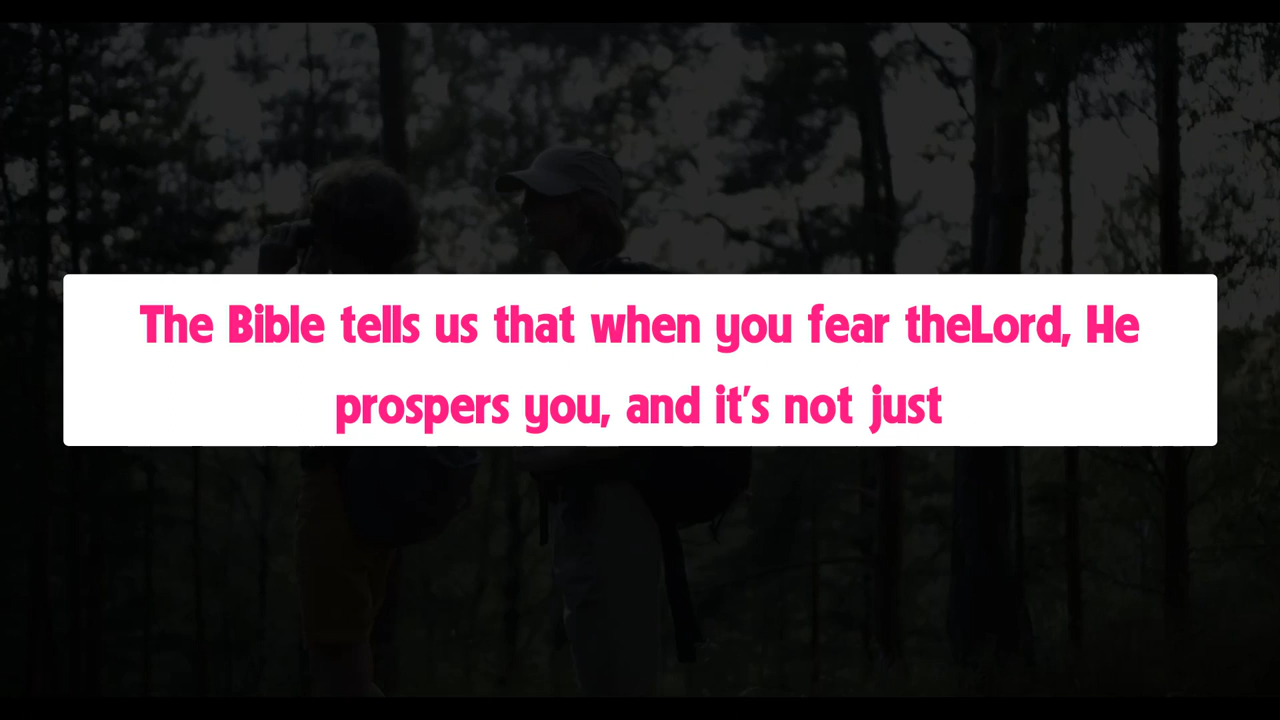 The Bible tells us that when you fear theLord, He
prospers you, and it's not just